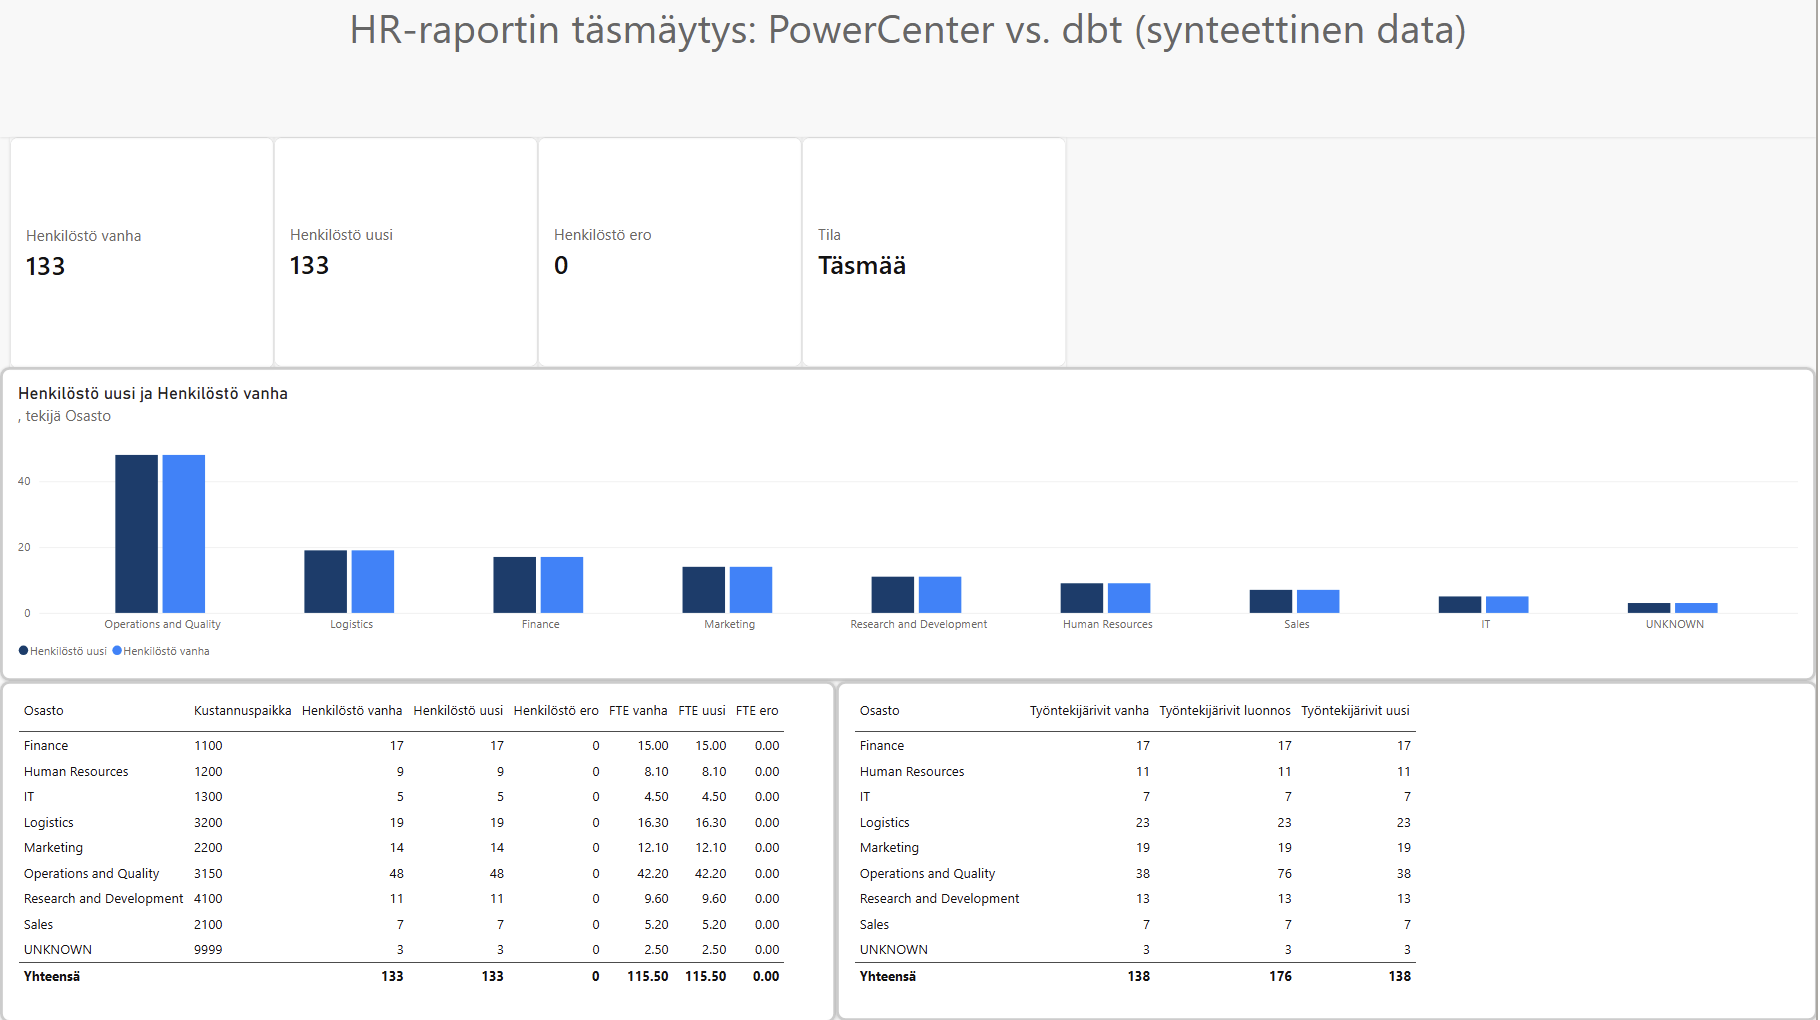 HR-raportin täsmäytys: PowerCenter vs. dbt (synteettinen data)
Henkilöstö vanha
133
Henkilöstö uusi
133
Henkilöstö ero
0
Tila
Täsmää
Henkilöstö uusi ja Henkilöstö vanha
, tekijä Osasto
40
20
0
Operations and Quality Logistics Finance Marketing Research and Development Human Resources Sales IT UNKNOWN
Henkilöstö uusi Henkilöstö vanha
Osasto Kustannuspaikka Henkilöstö vanha Henkilöstö uusi Henkilöstö ero FTE vanha FTE uusi FTE ero
Finance 1100 17 17 0 15.00 15.00 0.00
Human Resources 1200 9 9 0 8.10 8.10 0.00
IT 1300 5 5 0 4.50 4.50 0.00
Logistics 3200 19 19 0 16.30 16.30 0.00
Marketing 2200 14 14 0 12.10 12.10 0.00
Operations and Quality 3150 48 48 0 42.20 42.20 0.00
Research and Development 4100 11 11 0 9.60 9.60 0.00
Sales 2100 7 7 0 5.20 5.20 0.00
UNKNOWN 9999 3 3 0 2.50 2.50 0.00
Yhteensä 133 133 0 115.50 115.50 0.00
Osasto Työntekijärivit vanha Työntekijärivit luonnos Työntekijärivit uusi
Finance 17 17 17
Human Resources 11 11 11
IT 7 7 7
Logistics 23 23 23
Marketing 19 19 19
Operations and Quality 38 76 38
Research and Development 13 13 13
Sales 7 7 7
UNKNOWN 3 3 3
Yhteensä 138 176 138